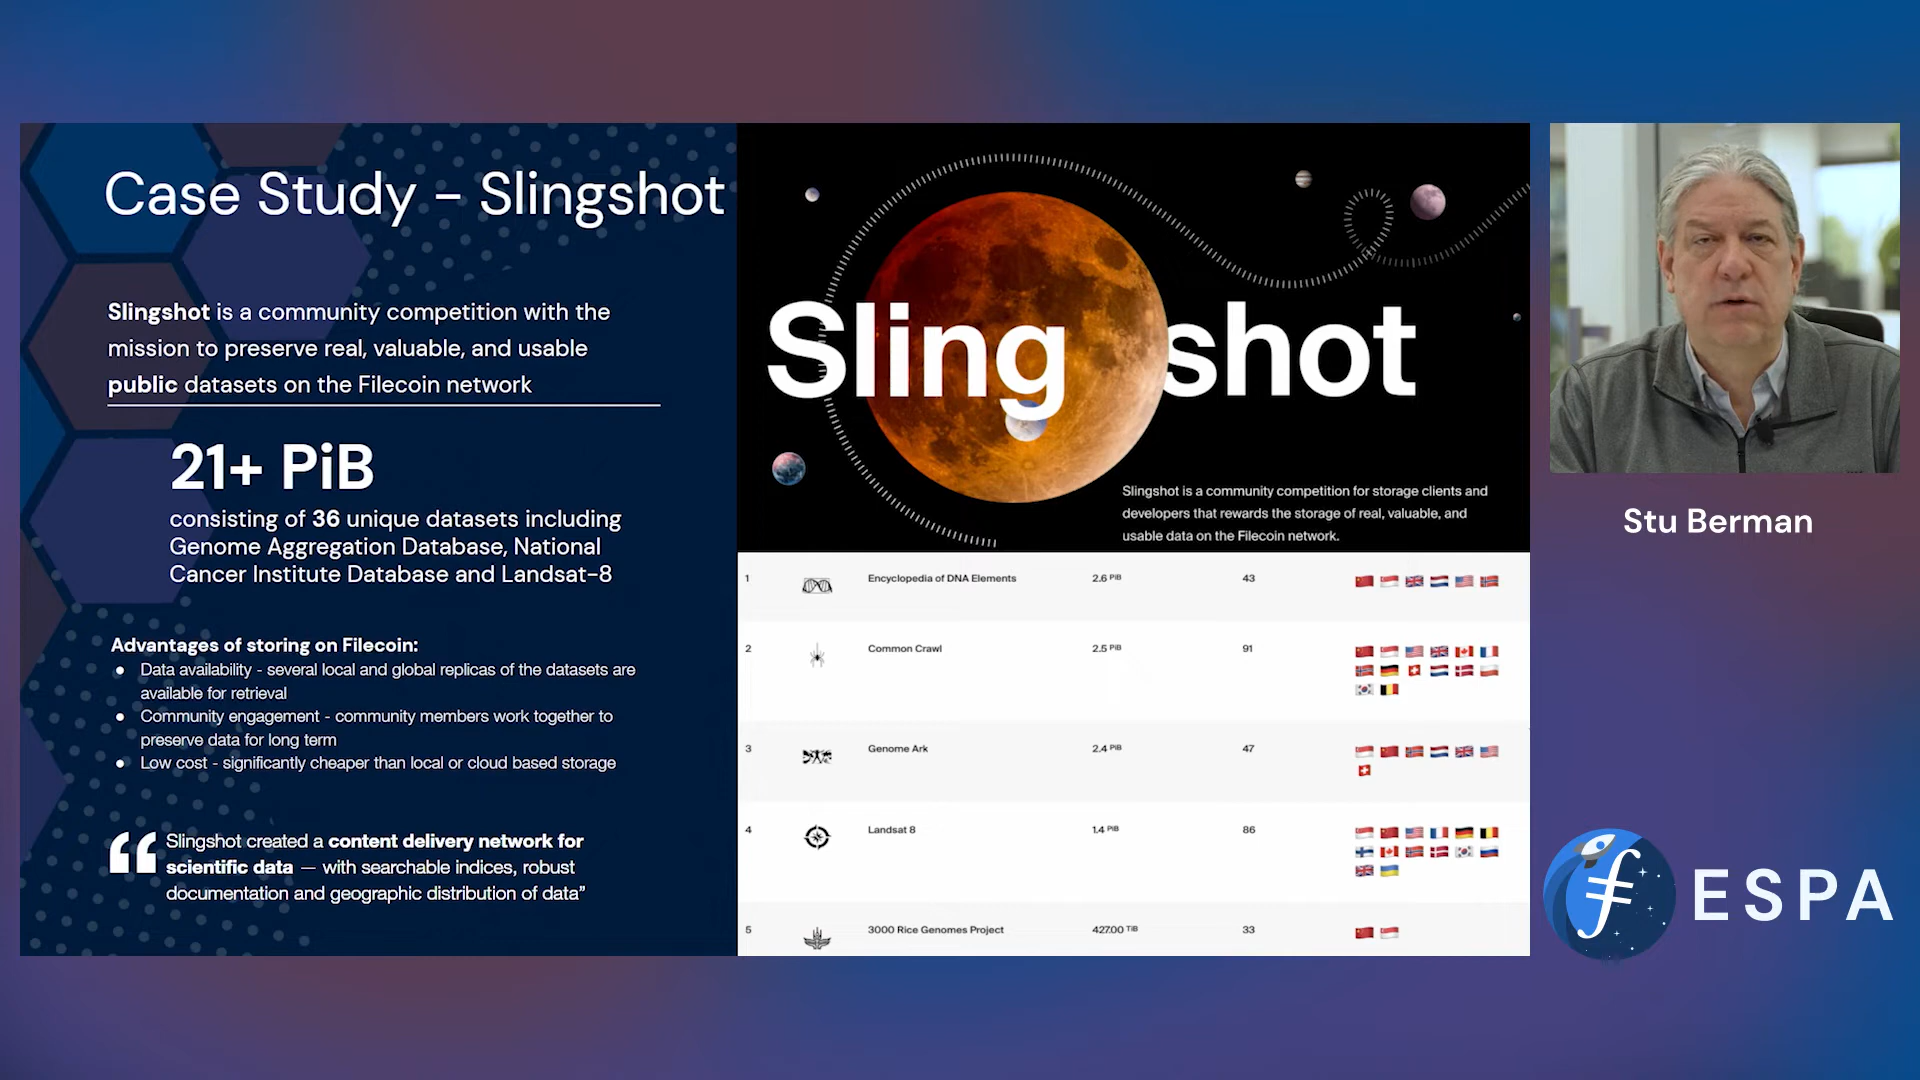 Case Study – Slingshot
Slingshot is a community competition with the
mission to preserve real, valuable, and usable
public datasets on the Filecoin network
21+ PiB
consisting of 36 unique datasets including
Genome Aggregation Database, National
Cancer Institute Database and Landsat-8
Advantages of storing on Filecoin:
● Data availability - several local and global replicas of the datasets are
available for retrieval
● Community engagement - community members work together to
preserve data for long term
● Low cost - significantly cheaper than local or cloud based storage
“ Slingshot created a content delivery network for
scientific data — with searchable indices, robust
documentation and geographic distribution of data”
Sling shot
Slingshot is a community competition for storage clients and
developers that rewards the storage of real, valuable, and
usable data on the Filecoin network.
1 Encyclopedia of DNA Elements 2.6 PiB 43
2 Common Crawl 2.5 PiB 91
3 Genome Ark 2.4 PiB 47
4 Landsat 8 1.4 PiB 86
5 3000 Rice Genomes Project 427.00 TiB 33
Stu Berman
ESPA